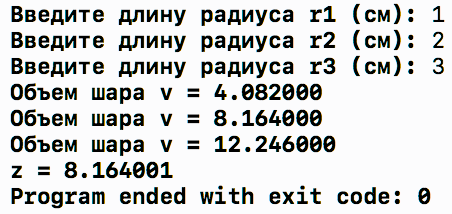 Введите длину радиуса r1 (см): 1
Введите длину радиуса r2 (см): 2
Введите длину радиуса r3 (см): 3
Объем шара v = 4.082000
Объем шара v = 8.164000
Объем шара v = 12.246000
z = 8.164001
Program ended with exit code: 0